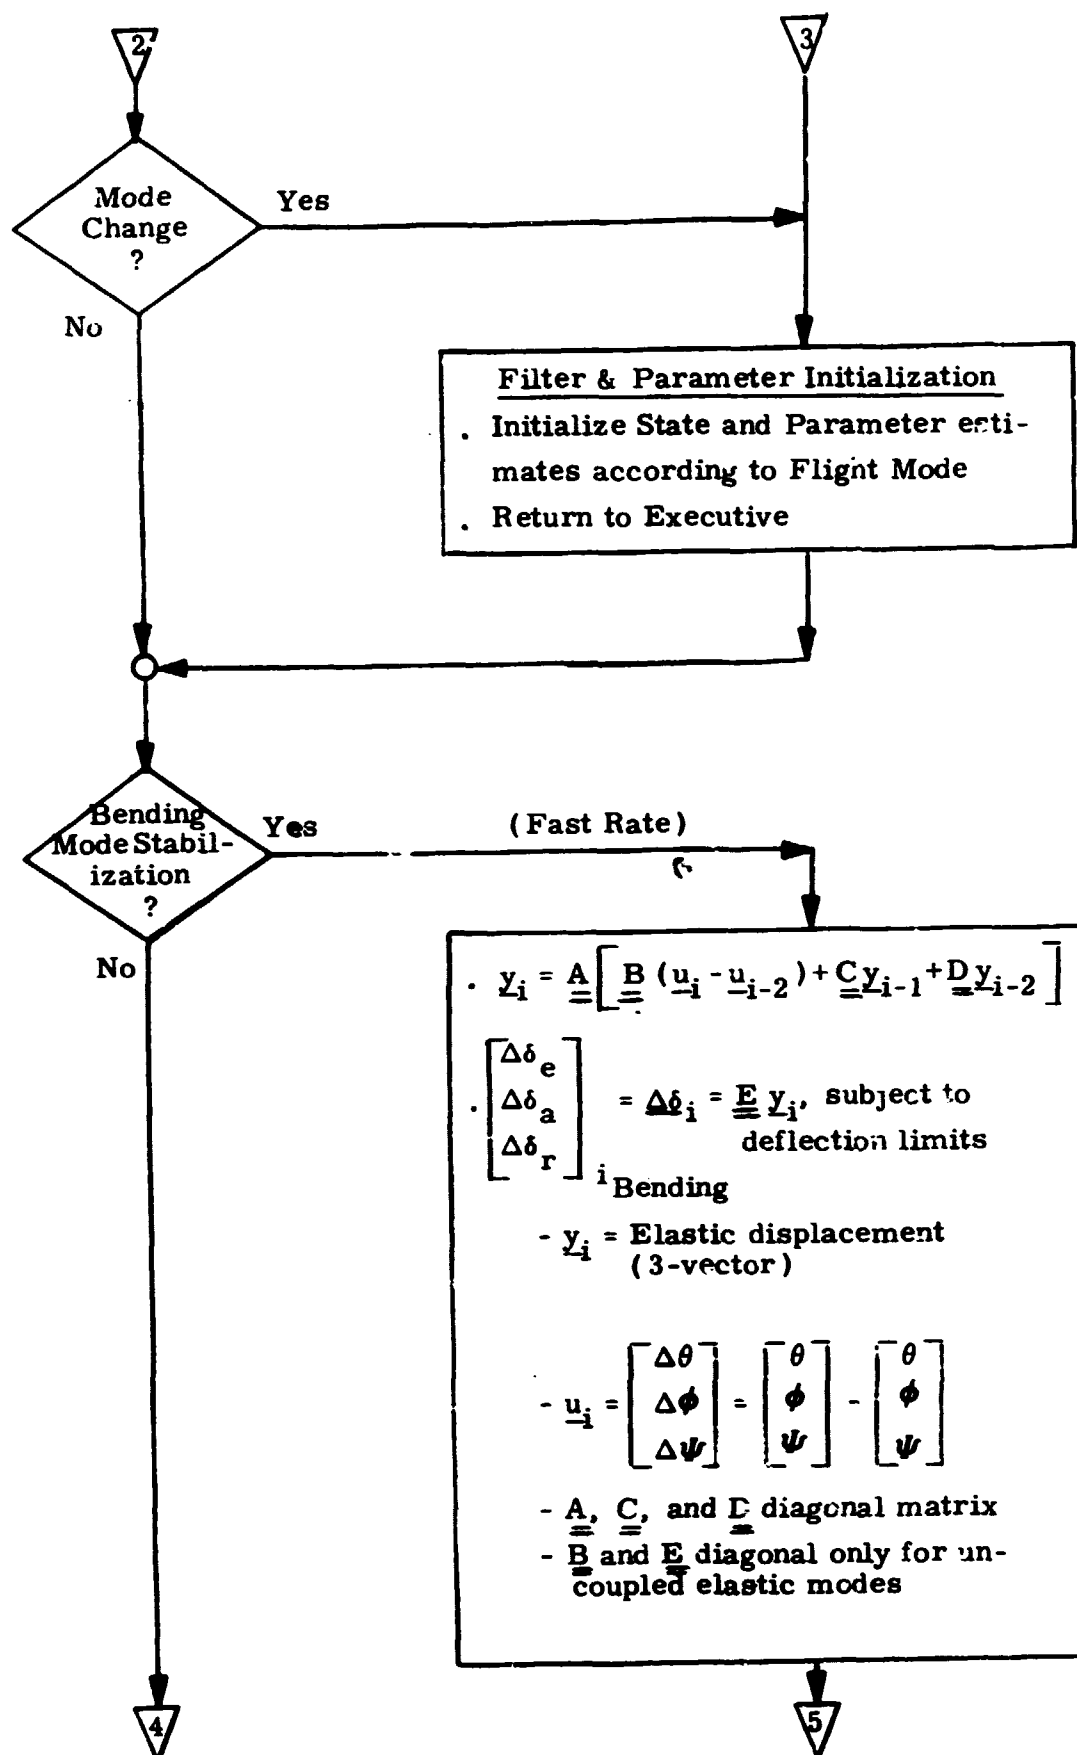 2
3
Mode
Change
?
Yes
No
Filter & Parameter Initialization
. Initialize State and Parameter esti-
mates according to Flight Mode
. Return to Executive
Bending
Mode Stabil-
ization
?
Yes
(Fast Rate)
No
. y_i = A [ B (u_i - u_{i-2}) + C y_{i-1} + D y_{i-2} ]
. [Δδ_e
Δδ_a
Δδ_r]_{i Bending} = Δδ_i = E y_i, subject to
deflection limits
- y_i = Elastic displacement
(3-vector)
- u_i = [Δθ Δϕ ΔΨ] = [θ ϕ Ψ] - [θ ϕ Ψ]
- A, C, and D diagonal matrix
- B and E diagonal only for un-
coupled elastic modes
4
5